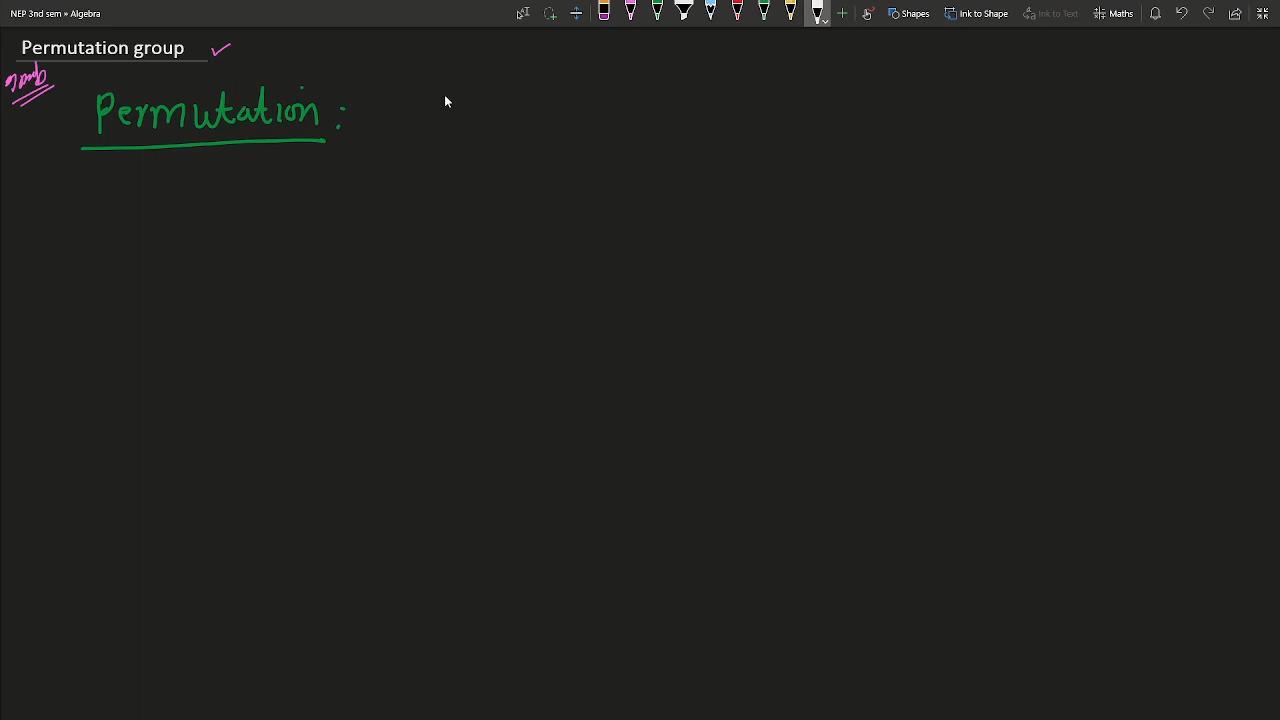 NEP 3nd sem » Algebra
Shapes Ink to Shape Ink to Text Maths
Permutation group
Permutation :